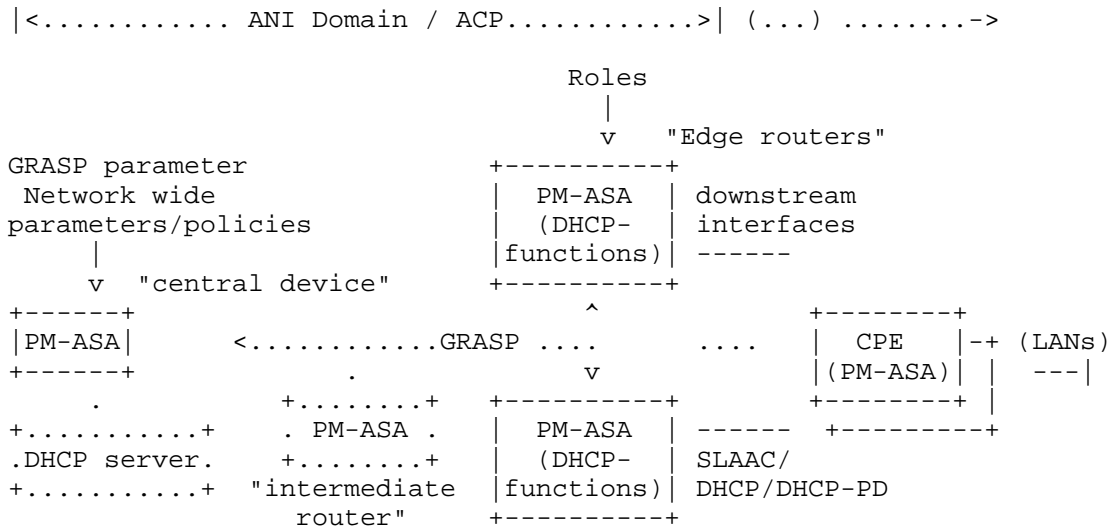 |<............ ANI Domain / ACP............>| (...) ........->
Roles
|
v "Edge routers"
GRASP parameter +----------+
Network wide | PM-ASA | downstream
parameters/policies | (DHCP- | interfaces
| |functions)| ------
v "central device" +----------+
+------+ ^ +--------+
|PM-ASA| <............GRASP .... .... | CPE |-+ (LANs)
+------+ . v |(PM-ASA)| | ---|
. +........+ +----------+ +--------+ |
+...........+ . PM-ASA . | PM-ASA | ------ +---------+
.DHCP server. +........+ | (DHCP- | SLAAC/
+...........+ "intermediate |functions)| DHCP/DHCP-PD
router" +----------+